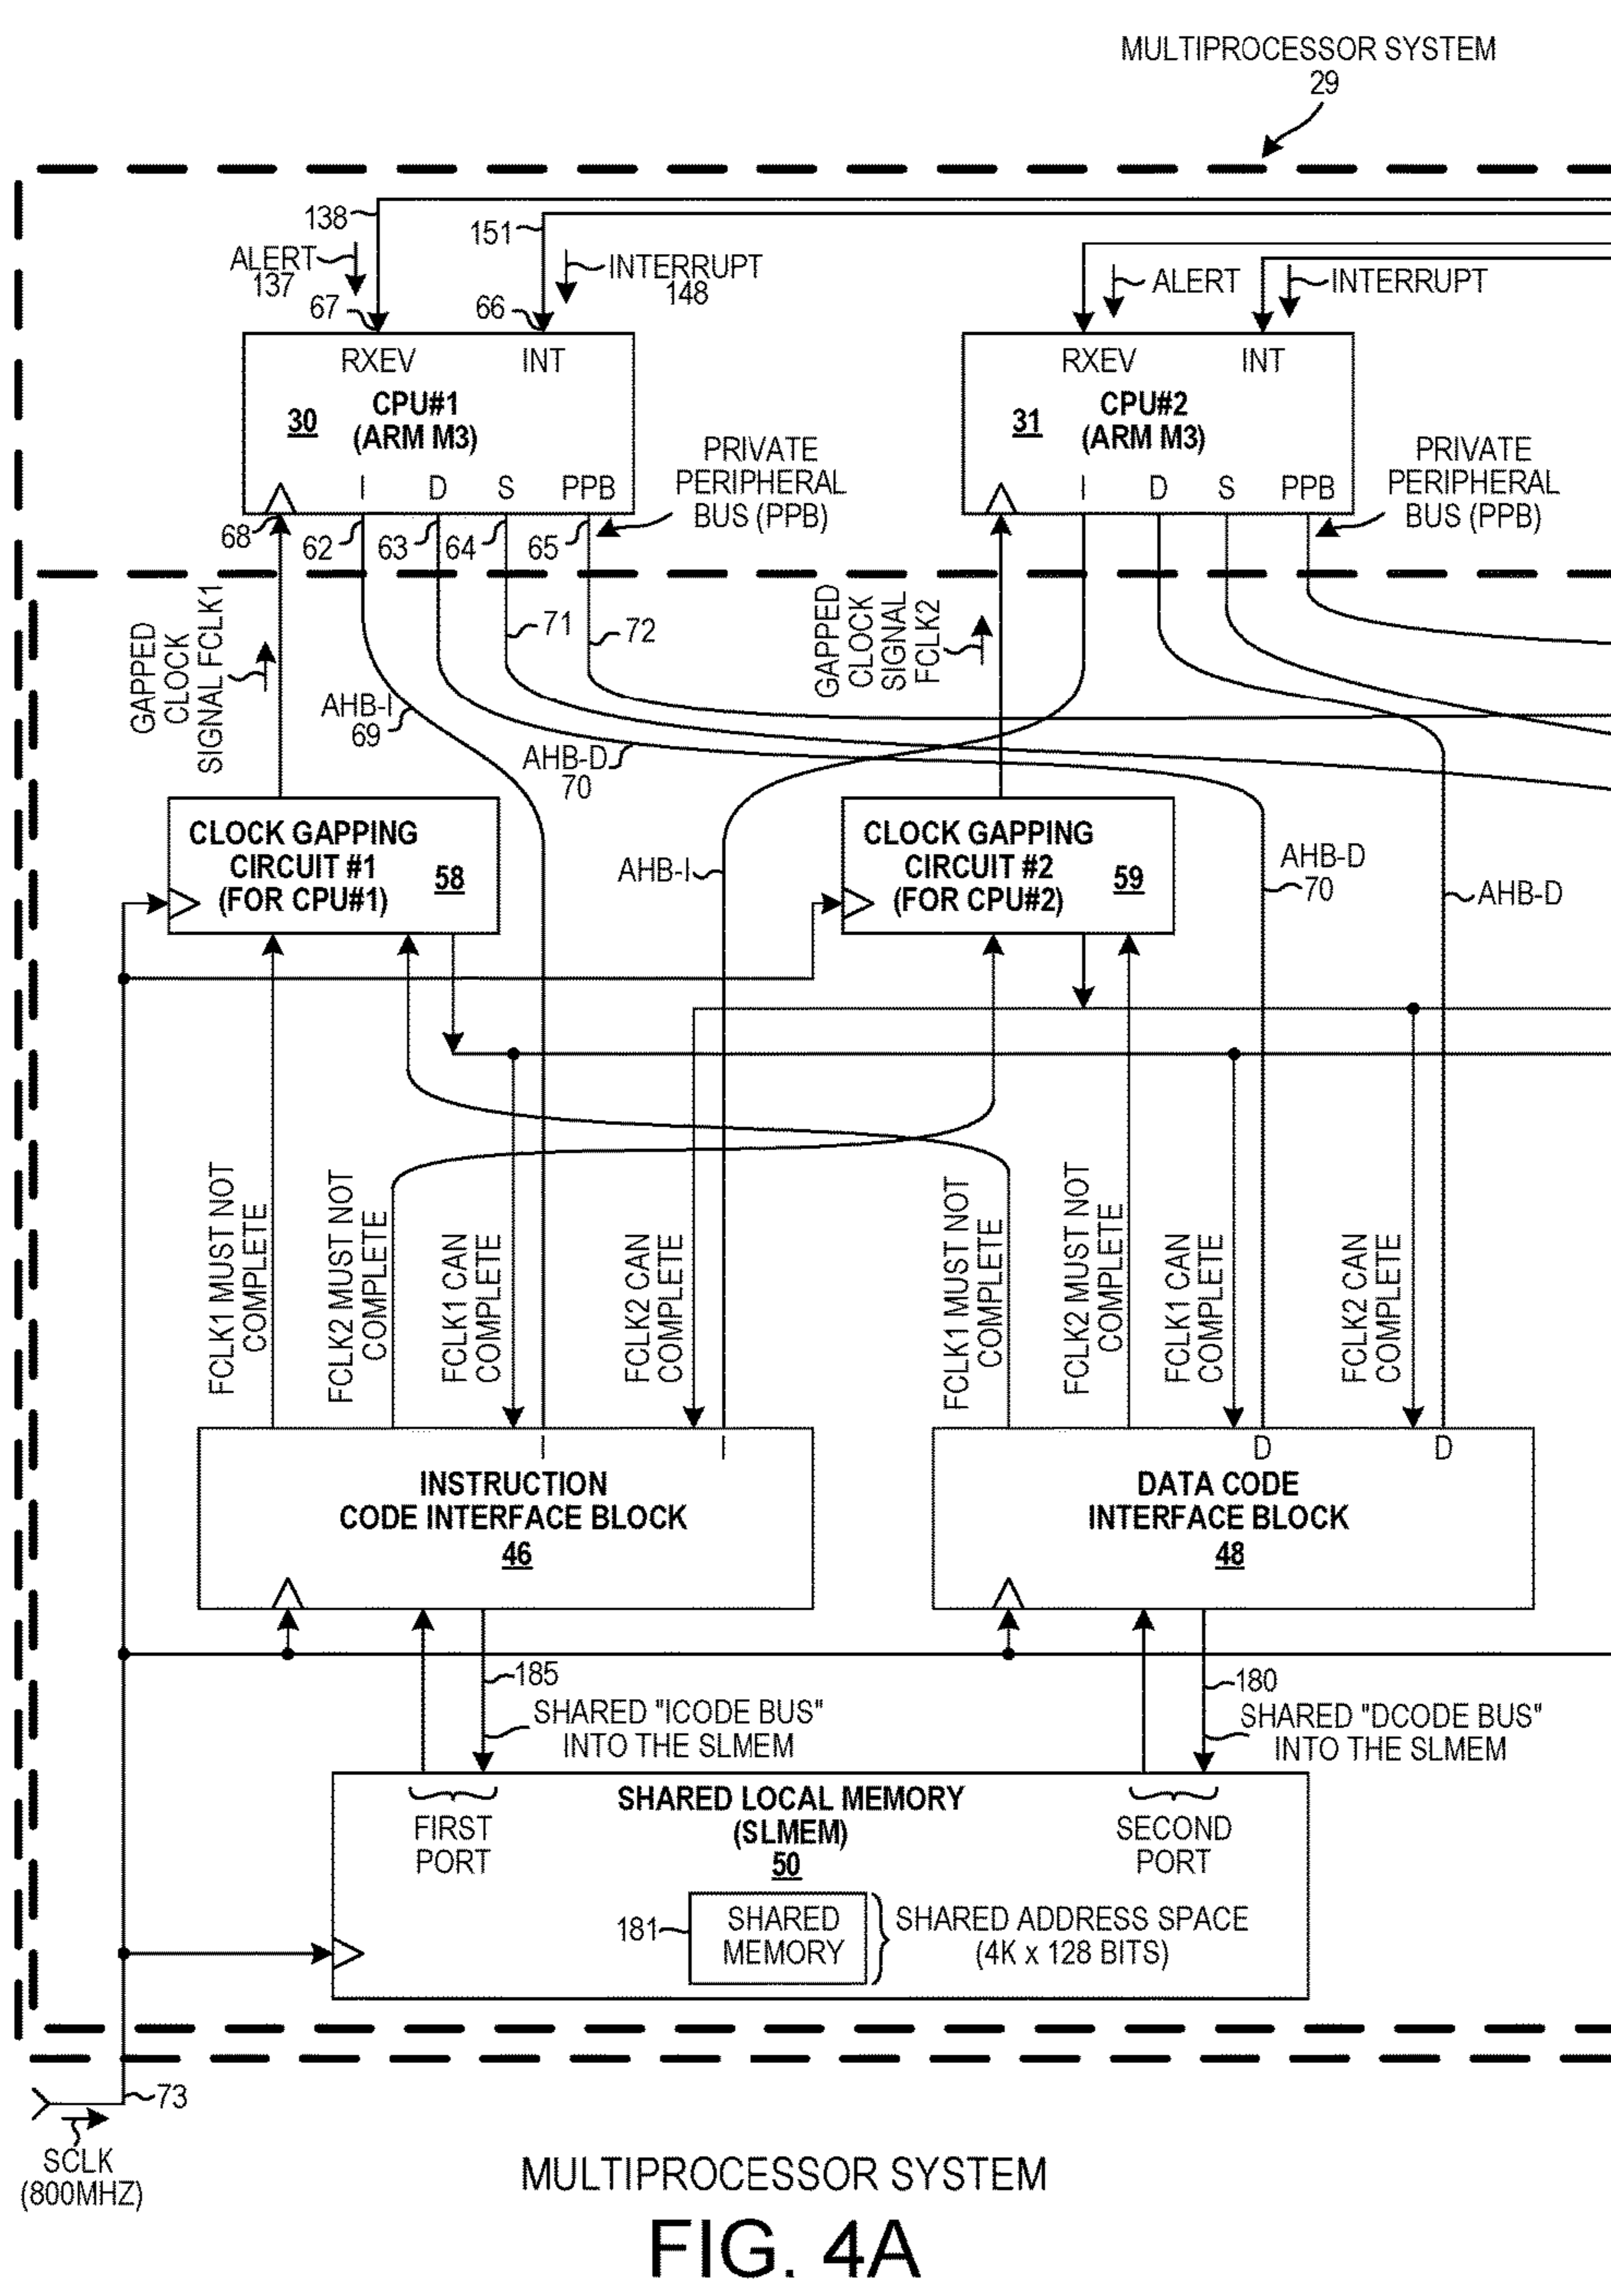 MULTIPROCESSOR SYSTEM
29
138
151
ALERT
137
INTERRUPT
148
ALERT
INTERRUPT
67
66
RXEV
INT
RXEV
INT
30
CPU#1
(ARM M3)
31
CPU#2
(ARM M3)
PRIVATE
PERIPHERAL
BUS (PPB)
PRIVATE
PERIPHERAL
BUS (PPB)
I
D
S
PPB
I
D
S
PPB
68
62
63
64
65
GAPPED
CLOCK
SIGNAL FCLK1
71
72
GAPPED
CLOCK
SIGNAL
FCLK2
AHB-I
69
AHB-D
70
CLOCK GAPPING
CIRCUIT #1
(FOR CPU#1)
58
AHB-I
CLOCK GAPPING
CIRCUIT #2
(FOR CPU#2)
59
AHB-D
70
AHB-D
FCLK1 MUST NOT
COMPLETE
FCLK2 MUST NOT
COMPLETE
FCLK1 CAN
COMPLETE
FCLK2 CAN
COMPLETE
FCLK1 MUST NOT
COMPLETE
FCLK2 MUST NOT
COMPLETE
FCLK1 CAN
COMPLETE
FCLK2 CAN
COMPLETE
I
I
D
D
INSTRUCTION
CODE INTERFACE BLOCK
46
DATA CODE
INTERFACE BLOCK
48
185
SHARED "ICODE BUS"
INTO THE SLMEM
180
SHARED "DCODE BUS"
INTO THE SLMEM
FIRST
PORT
SHARED LOCAL MEMORY
(SLMEM)
50
SECOND
PORT
181
SHARED
MEMORY
SHARED ADDRESS SPACE
(4K x 128 BITS)
73
SCLK
(800MHZ)
MULTIPROCESSOR SYSTEM
FIG. 4A